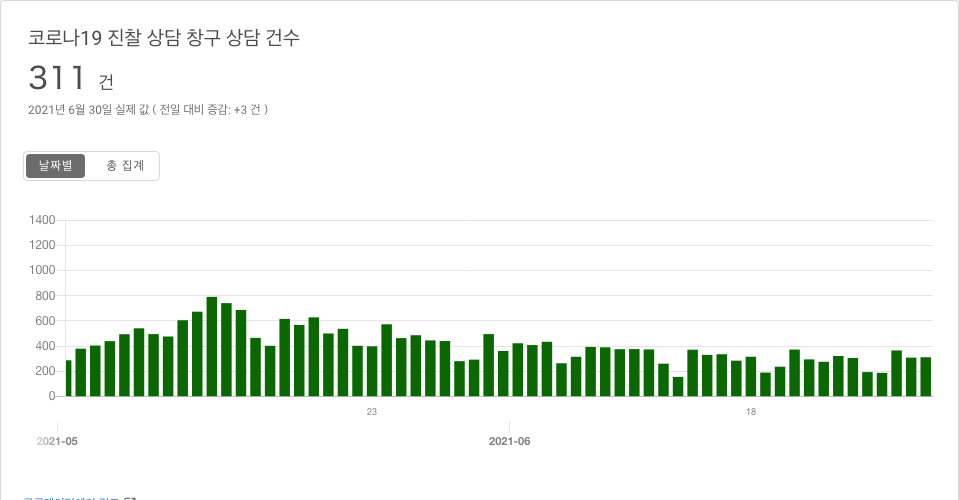 코로나19 진찰 상담 창구 상담 건수
311 건
2021년 6월 30일 실제 값 ( 전일 대비 증감: +3 건 )
날짜별 총 집계
1400
1200
1000
800
600
400
200
0
23 18
2021-05 2021-06